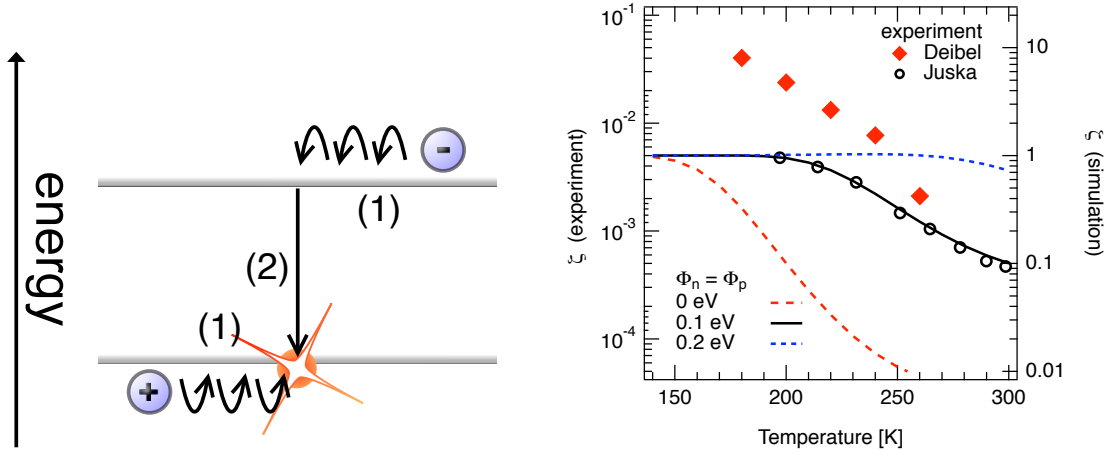 energy
-
(1)
(2)
(1)
+
10⁻¹
10⁻²
10⁻³
10⁻⁴
ζ (experiment)
experiment
Deibel
Juska
Φₙ = Φₚ
0 eV
0.1 eV
0.2 eV
150
200
250
300
Temperature [K]
10
1
0.1
0.01
ζ (simulation)